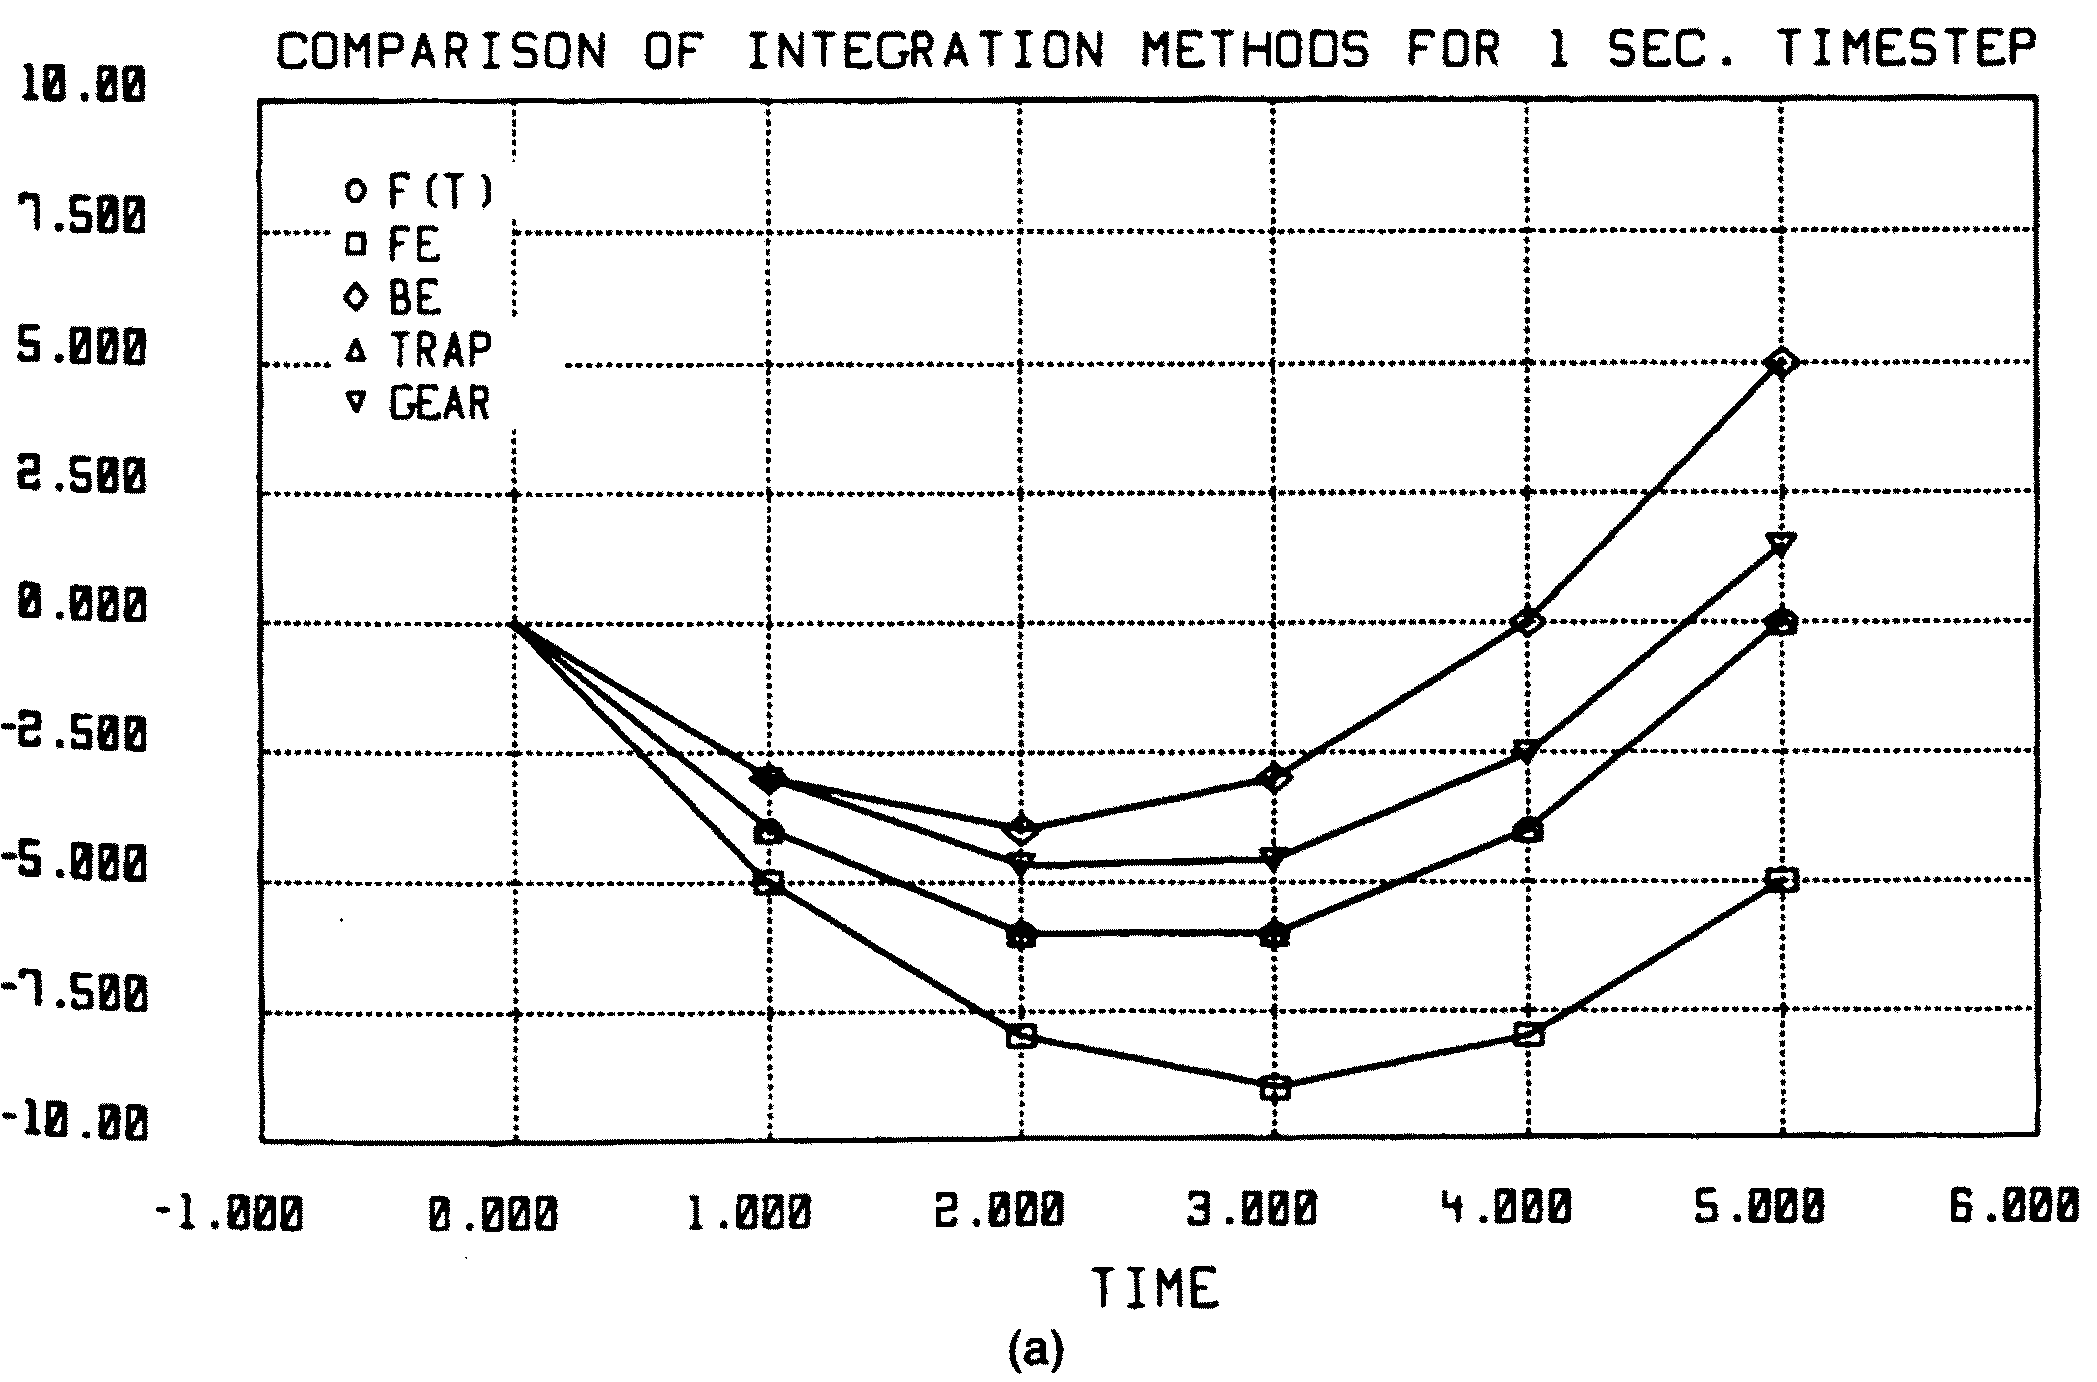 COMPARISON OF INTEGRATION METHODS FOR 1 SEC. TIMESTEP
10.00
7.500
5.000
2.500
0.000
-2.500
-5.000
-7.500
-10.00
F(T)
FE
BE
TRAP
GEAR
-1.000 0.000 1.000 2.000 3.000 4.000 5.000 6.000
TIME
(a)